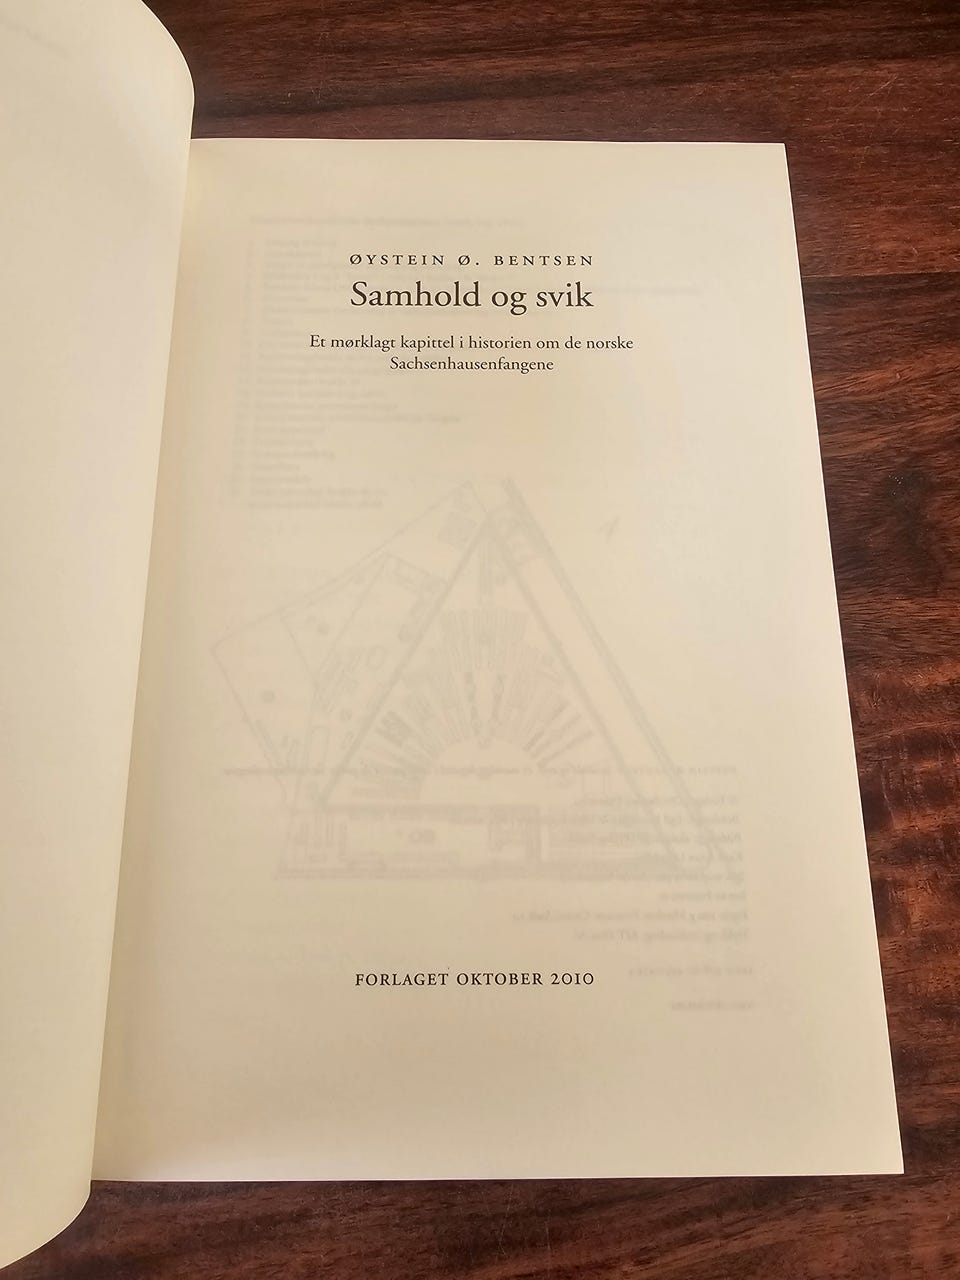 ØYSTEIN Ø. BENTSEN
Samhold og svik
Et mørklagt kapittel i historien om de norske
Sachsenhausenfangene
FORLAGET OKTOBER 2010